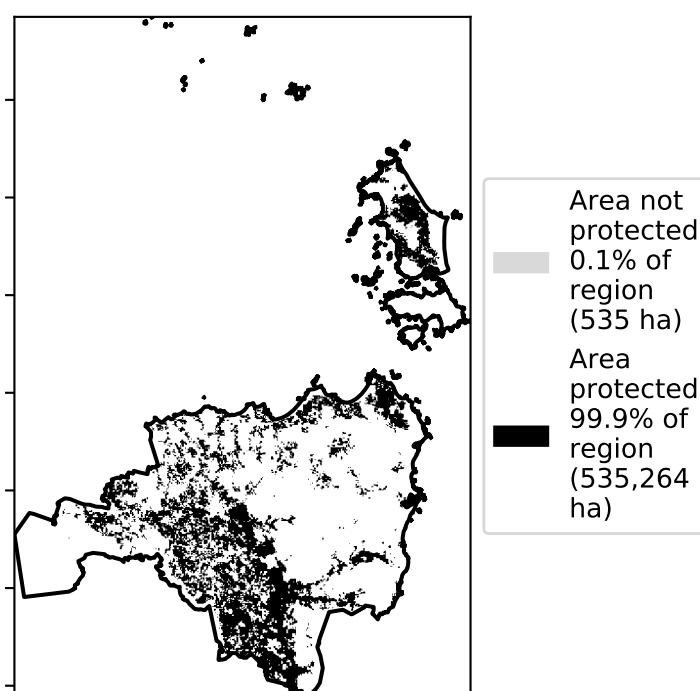 Area not
protected
0.1% of
region
(535 ha)
Area
protected
99.9% of
region
(535,264
ha)